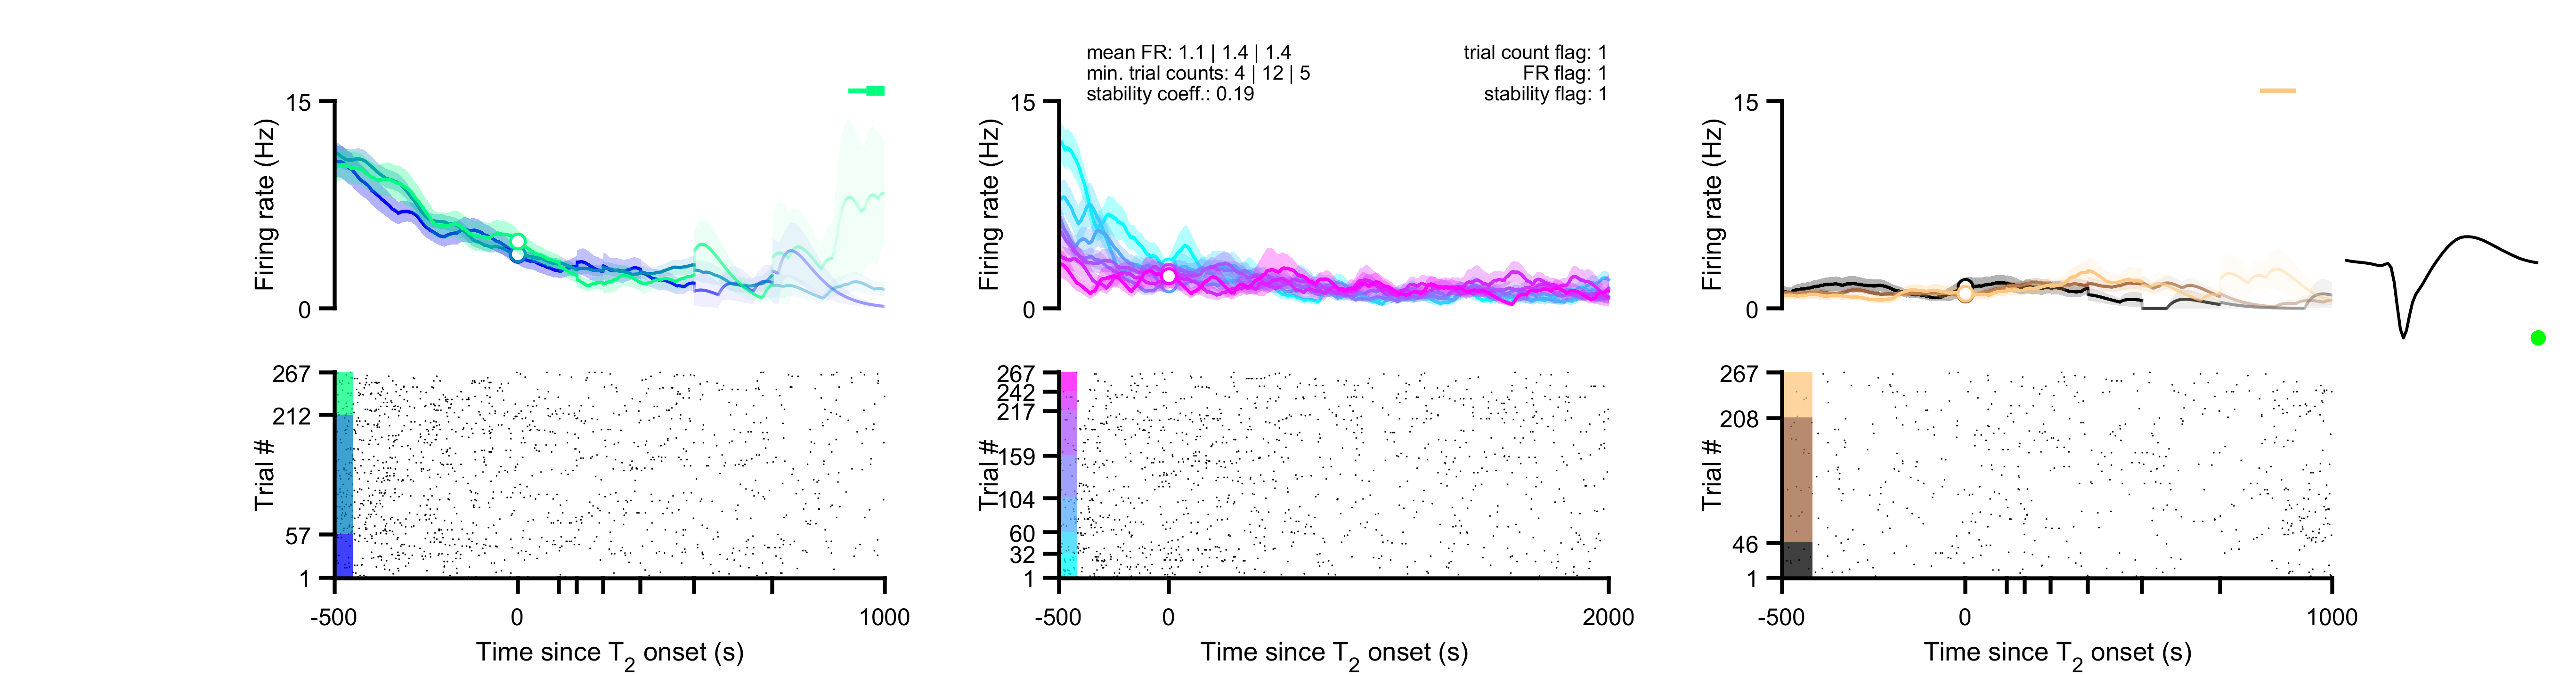 mean FR: 1.1 | 1.4 | 1.4
min. trial counts: 4 | 12 | 5
stability coeff.: 0.19
trial count flag: 1
FR flag: 1
stability flag: 1
15
0
Firing rate (Hz)
15
0
Firing rate (Hz)
15
0
Firing rate (Hz)
267
212
57
1
Trial #
-500
0
1000
Time since T2 onset (s)
267
242
217
159
104
60
32
1
Trial #
-500
0
2000
Time since T2 onset (s)
267
208
46
1
Trial #
-500
0
1000
Time since T2 onset (s)